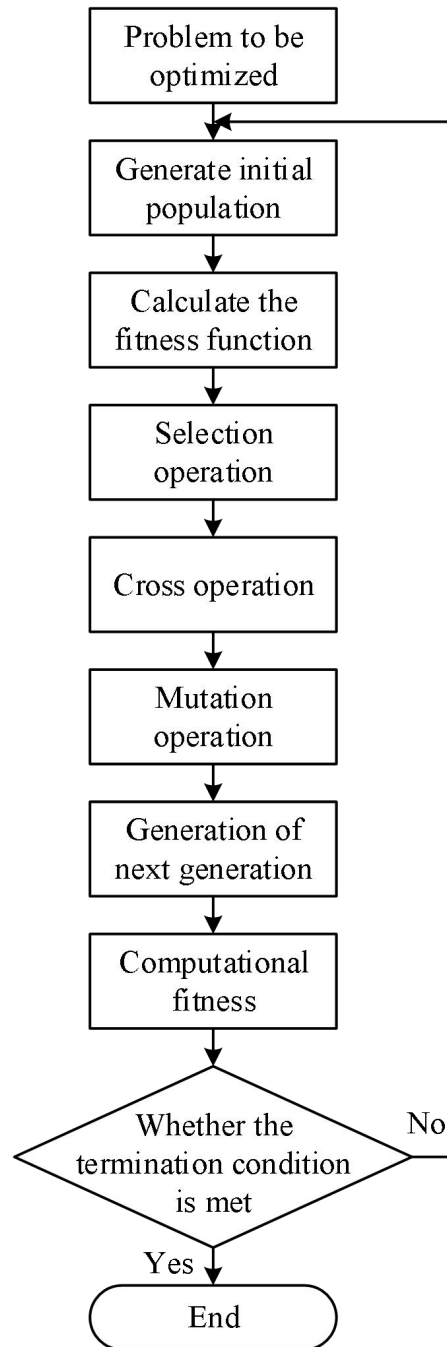 Problem to be
optimized
Generate initial
population
Calculate the
fitness function
Selection
operation
Cross operation
Mutation
operation
Generation of
next generation
Computational
fitness
Whether the
termination condition
is met
No
Yes
End